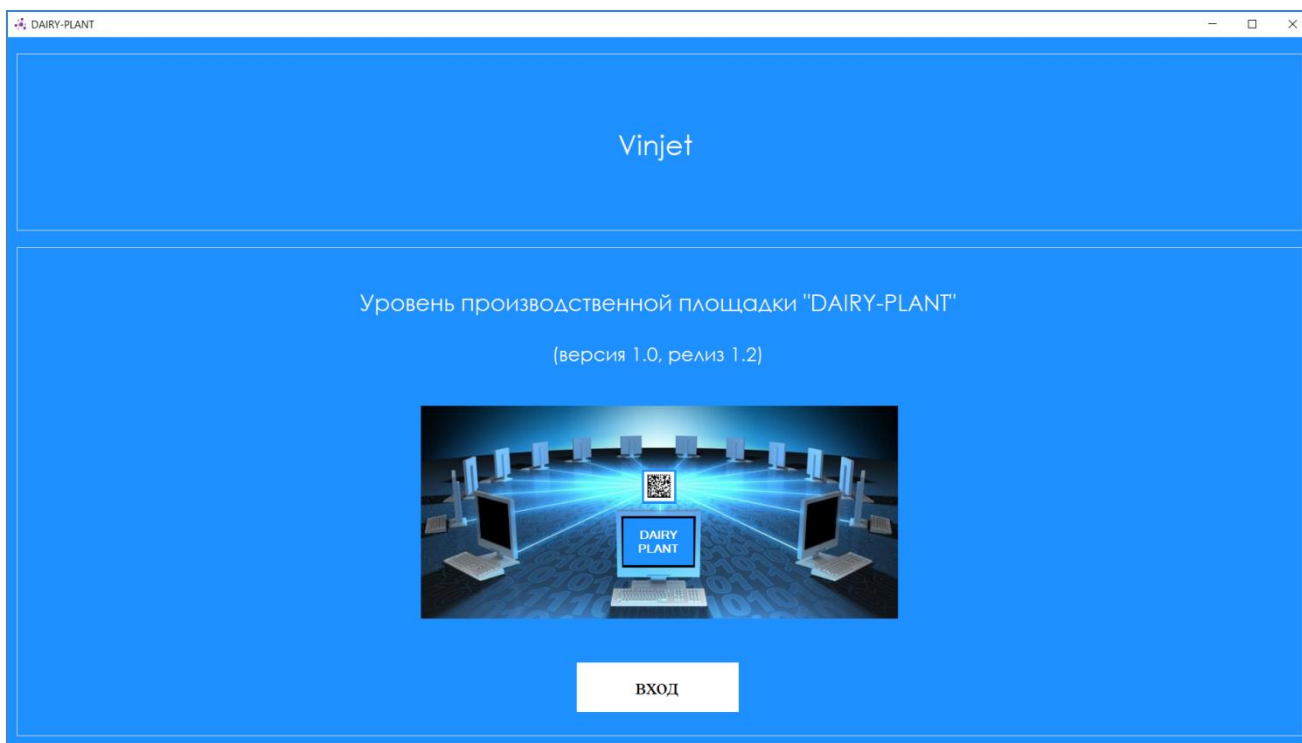 DAIRY-PLANT
Vinjet
Уровень производственной площадки "DAIRY-PLANT"
(версия 1.0, релиз 1.2)
DAIRY
PLANT
вход